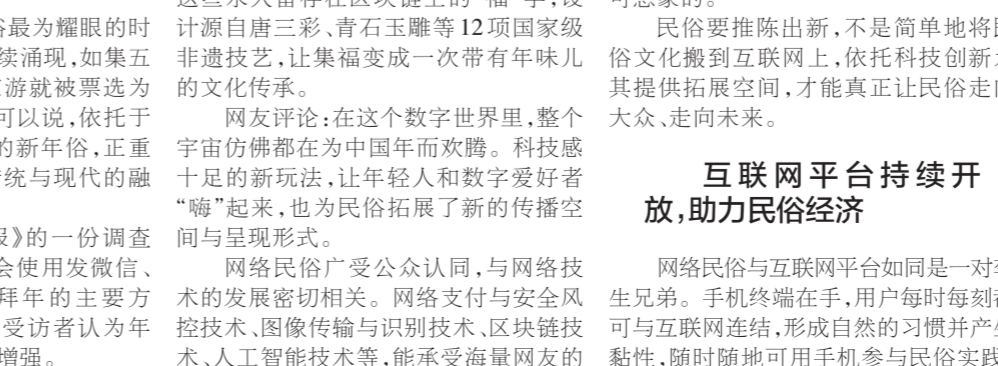 谷最为耀眼的时
续涌现，如集五
游就被票选为
可以说，依托于
的新年俗，正重
统与现代的融
报》的一份调查
会使用发微信、
拜年的主要方
受访者认为年
增强。
计源自唐三彩、青石玉雕等12项国家级
非遗技艺，让集福变成一次带有年味儿
的文化传承。
网友评论：在这个数字世界里，整个
宇宙仿佛都在为中国年而欢腾。科技感
十足的新玩法，让年轻人和数字爱好者
“嗨”起来，也为民俗拓展了新的传播空
间与呈现形式。
网络民俗广受公众认同，与网络技
术的发展密切相关。网络支付与安全风
控技术、图像传输与识别技术、区块链技
术、人工智能技术等，能承受海量网友的
民俗要推陈出新，不是简单地将
俗文化搬到互联网上，依托科技创新
其提供拓展空间，才能真正让民俗走
大众、走向未来。
互联网平台持续开
放，助力民俗经济
网络民俗与互联网平台如同是一对
生兄弟。手机终端在手，用户每时每刻
可与互联网连结，形成自然的习惯并产
黏性，随时随地可用手机参与民俗实践